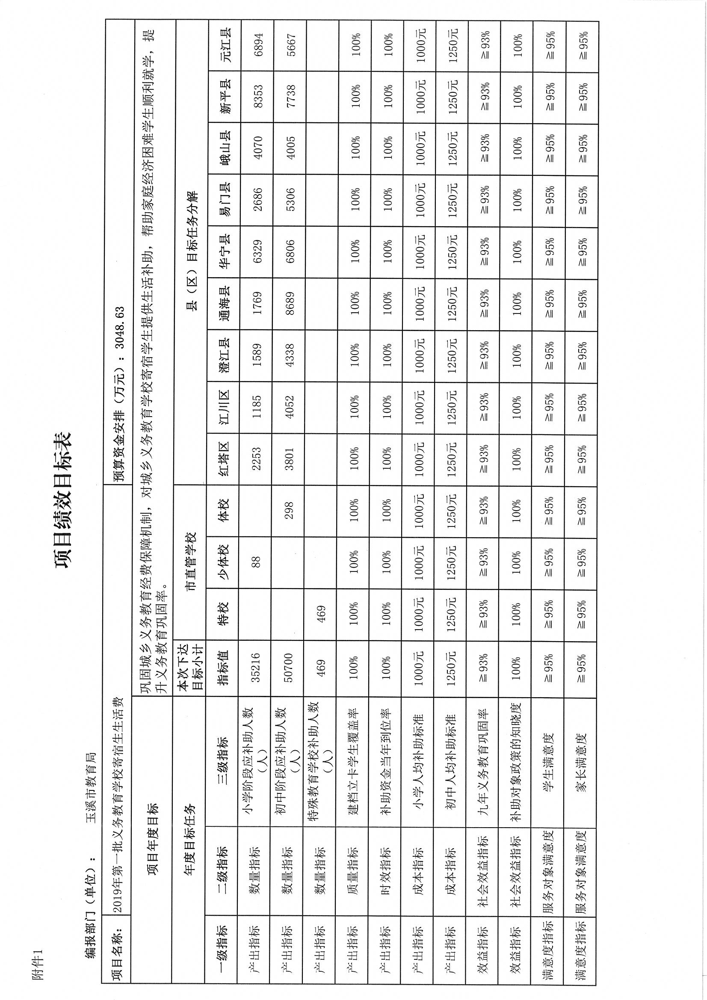 附件1
项目绩效目标表
编报部门（单位）： 玉溪市教育局
项目名称： 2019年第一批义务教育学校寄宿生生活费 预算资金安排（万元）：3048.63
项目年度目标 巩固城乡义务教育经费保障机制，对城乡义务教育学校寄宿学生提供生活补助，帮助家庭经济困难学生顺利就学，提
升义务教育巩固率。
年度目标任务 本次下达 市直管学校 县（区）目标任务分解
目标小计
一级指标 二级指标 三级指标 指标值 特校 少体校 体校 红塔区 江川区 澄江县 通海县 华宁县 易门县 峨山县 新平县 元江县
产出指标 数量指标 小学阶段应补助人数 35216 88 2253 1185 1589 1769 6329 2686 4070 8353 6894
（人）
产出指标 数量指标 初中阶段应补助人数 50700 298 3801 4052 4338 8689 6806 5306 4005 7738 5667
（人）
产出指标 数量指标 特殊教育学校补助人数 469 469
（人）
产出指标 质量指标 建档立卡学生覆盖率 100% 100% 100% 100% 100% 100% 100% 100% 100% 100% 100% 100% 100%
产出指标 时效指标 补助资金当年到位率 100% 100% 100% 100% 100% 100% 100% 100% 100% 100% 100% 100% 100%
产出指标 成本指标 小学人均补助标准 1000元 1000元 1000元 1000元 1000元 1000元 1000元 1000元 1000元 1000元 1000元 1000元 1000元
产出指标 成本指标 初中人均补助标准 1250元 1250元 1250元 1250元 1250元 1250元 1250元 1250元 1250元 1250元 1250元 1250元 1250元
效益指标 社会效益指标 九年义务教育巩固率 ≧93% ≧93% ≧93% ≧93% ≧93% ≧93% ≧93% ≧93% ≧93% ≧93% ≧93% ≧93% ≧93%
效益指标 社会效益指标 补助对象政策的知晓度 100% 100% 100% 100% 100% 100% 100% 100% 100% 100% 100% 100% 100%
满意度指标 服务对象满意度 学生满意度 ≧95% ≧95% ≧95% ≧95% ≧95% ≧95% ≧95% ≧95% ≧95% ≧95% ≧95% ≧95% ≧95%
满意度指标 服务对象满意度 家长满意度 ≧95% ≧95% ≧95% ≧95% ≧95% ≧95% ≧95% ≧95% ≧95% ≧95% ≧95% ≧95% ≧95%